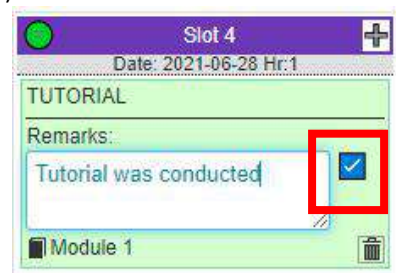 Slot 4
Date: 2021-06-28 Hr:1
TUTORIAL
Remarks:
Tutorial was conducted
Module 1